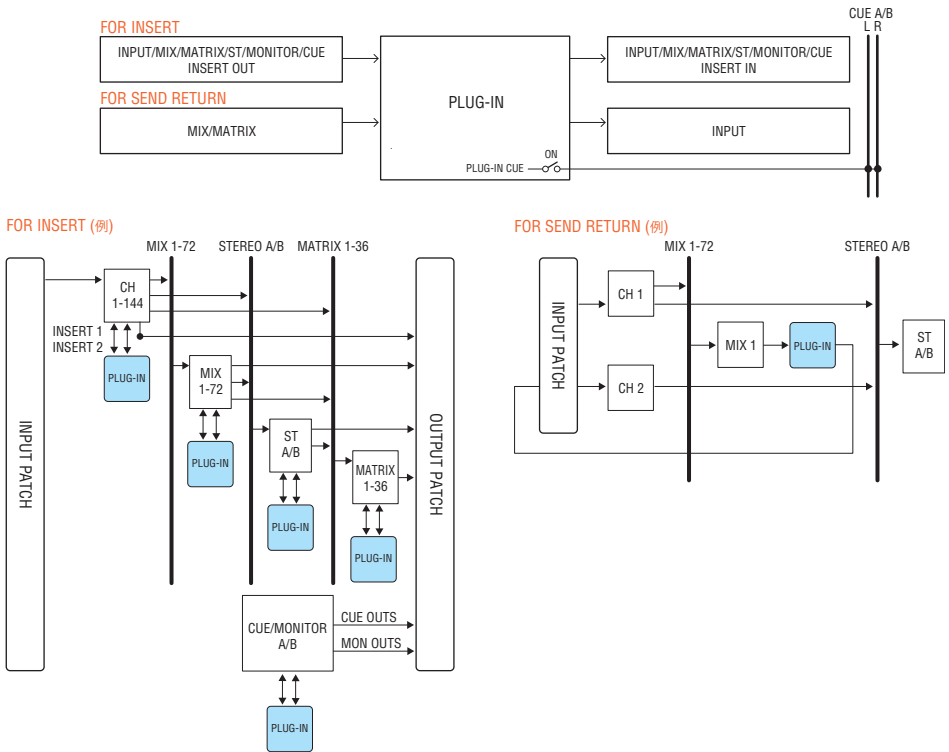 FOR INSERT
INPUT/MIX/MATRIX/ST/MONITOR/CUE
INSERT OUT
FOR SEND RETURN
MIX/MATRIX
PLUG-IN
PLUG-IN CUE
ON
INPUT/MIX/MATRIX/ST/MONITOR/CUE
INSERT IN
INPUT
CUE A/B
L R
FOR INSERT (例)
MIX 1-72
STEREO A/B
MATRIX 1-36
INPUT PATCH
CH
1-144
INSERT 1
INSERT 2
PLUG-IN
MIX
1-72
PLUG-IN
ST
A/B
PLUG-IN
MATRIX
1-36
PLUG-IN
OUTPUT PATCH
CUE/MONITOR
A/B
CUE OUTS
MON OUTS
PLUG-IN
FOR SEND RETURN (例)
MIX 1-72
STEREO A/B
INPUT PATCH
CH 1
MIX 1
PLUG-IN
CH 2
ST
A/B